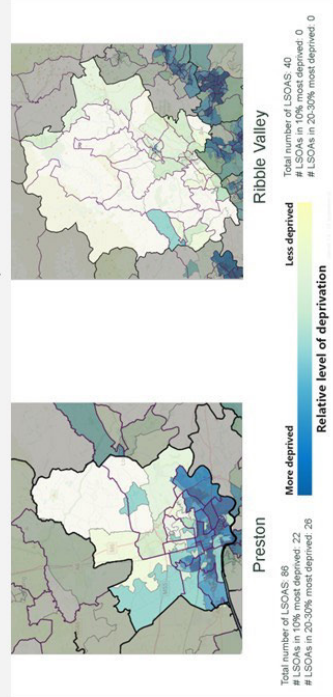 Preston
Total number of LSOAS: 86
# LSOAs in 10% most deprived: 22
# LSOAs in 20-30% most deprived: 26
More deprived
Less deprived
Relative level of deprivation
Ribble Valley
Total number of LSOAS: 40
# LSOAs in 10% most deprived: 0
# LSOAs in 20-30% most deprived: 0